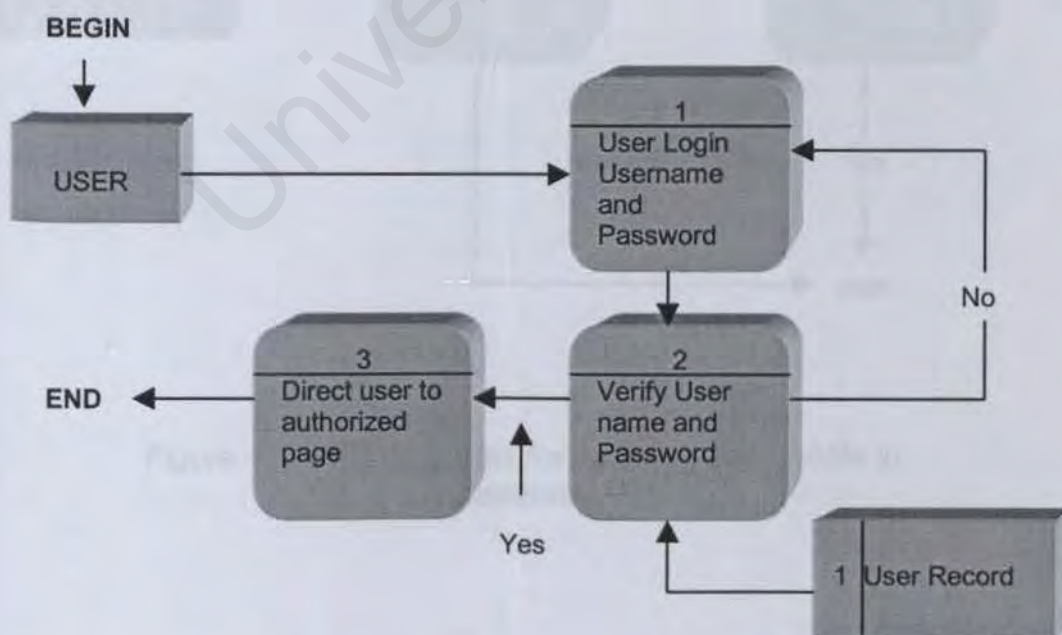 BEGIN
USER
1
User Login
Username
and
Password
No
2
Verify User
name and
Password
3
Direct user to
authorized
page
END
Yes
1 User Record